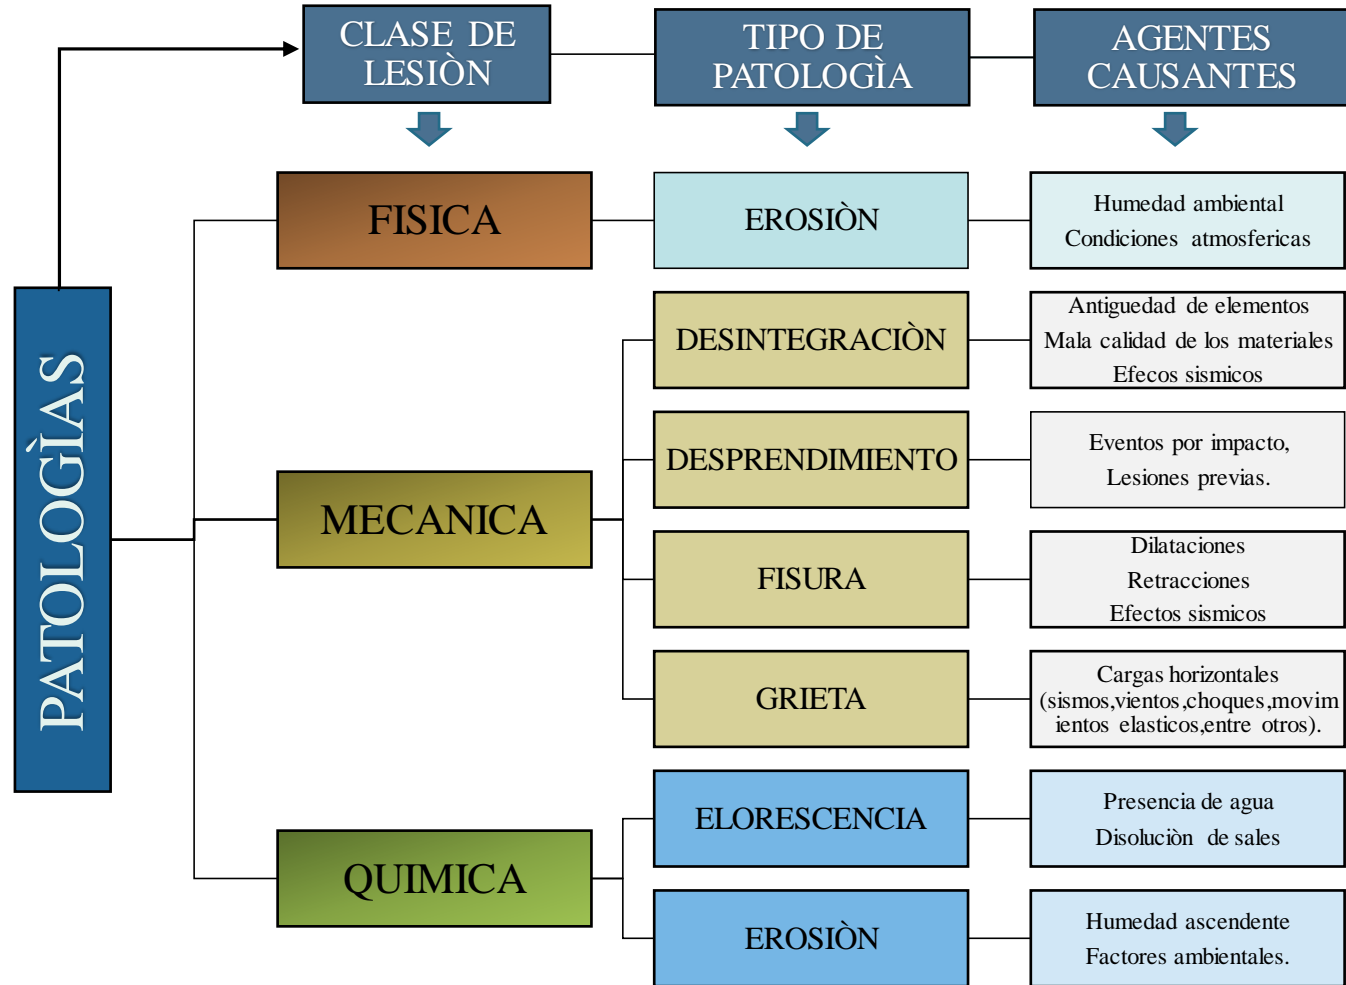 CLASE DE
LESIÒN
TIPO DE
PATOLOGÌA
AGENTES
CAUSANTES
PATOLOGÌAS
FISICA
EROSIÒN
Humedad ambiental
Condiciones atmosfericas
MECANICA
DESINTEGRACIÒN
Antiguedad de elementos
Mala calidad de los materiales
Efecos sismicos
DESPRENDIMIENTO
Eventos por impacto,
Lesiones previas.
FISURA
Dilataciones
Retracciones
Efectos sismicos
GRIETA
Cargas horizontales
(sismos,vientos,choques,movim
ientos elasticos,entre otros).
QUIMICA
ELORESCENCIA
Presencia de agua
Disoluciòn de sales
EROSIÒN
Humedad ascendente
Factores ambientales.